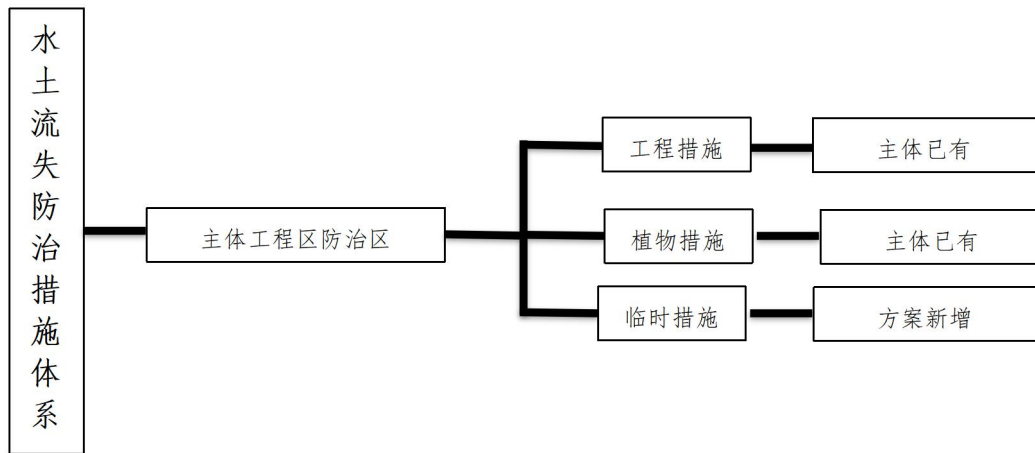 水土流失防治措施体系
主体工程区防治区
工程措施
主体已有
植物措施
主体已有
临时措施
方案新增